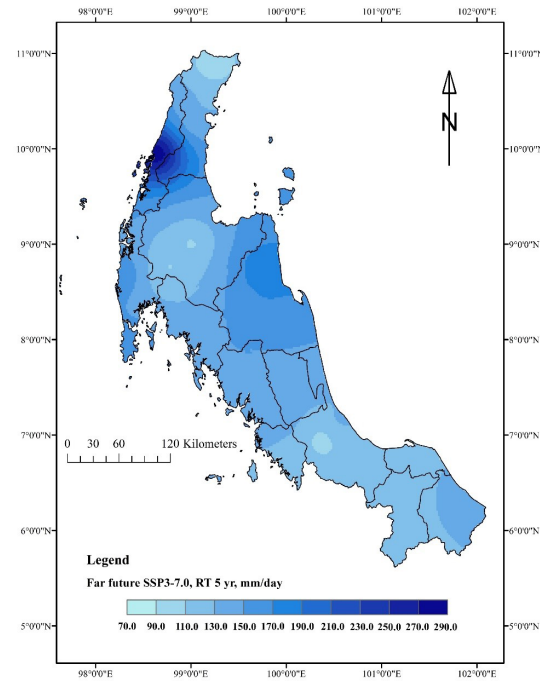 98°0'0"E 99°0'0"E 100°0'0"E 101°0'0"E 102°0'0"E
11°0'0"N 11°0'0"N
N
10°0'0"N 10°0'0"N
9°0'0"N 9°0'0"N
8°0'0"N 8°0'0"N
7°0'0"N 7°0'0"N
0 30 60 120 Kilometers
6°0'0"N 6°0'0"N
Legend
Far future SSP3-7.0, RT 5 yr, mm/day
70.0 90.0 110.0 130.0 150.0 170.0 190.0 210.0 230.0 250.0 270.0 290.0
5°0'0"N 5°0'0"N
98°0'0"E 99°0'0"E 100°0'0"E 101°0'0"E 102°0'0"E